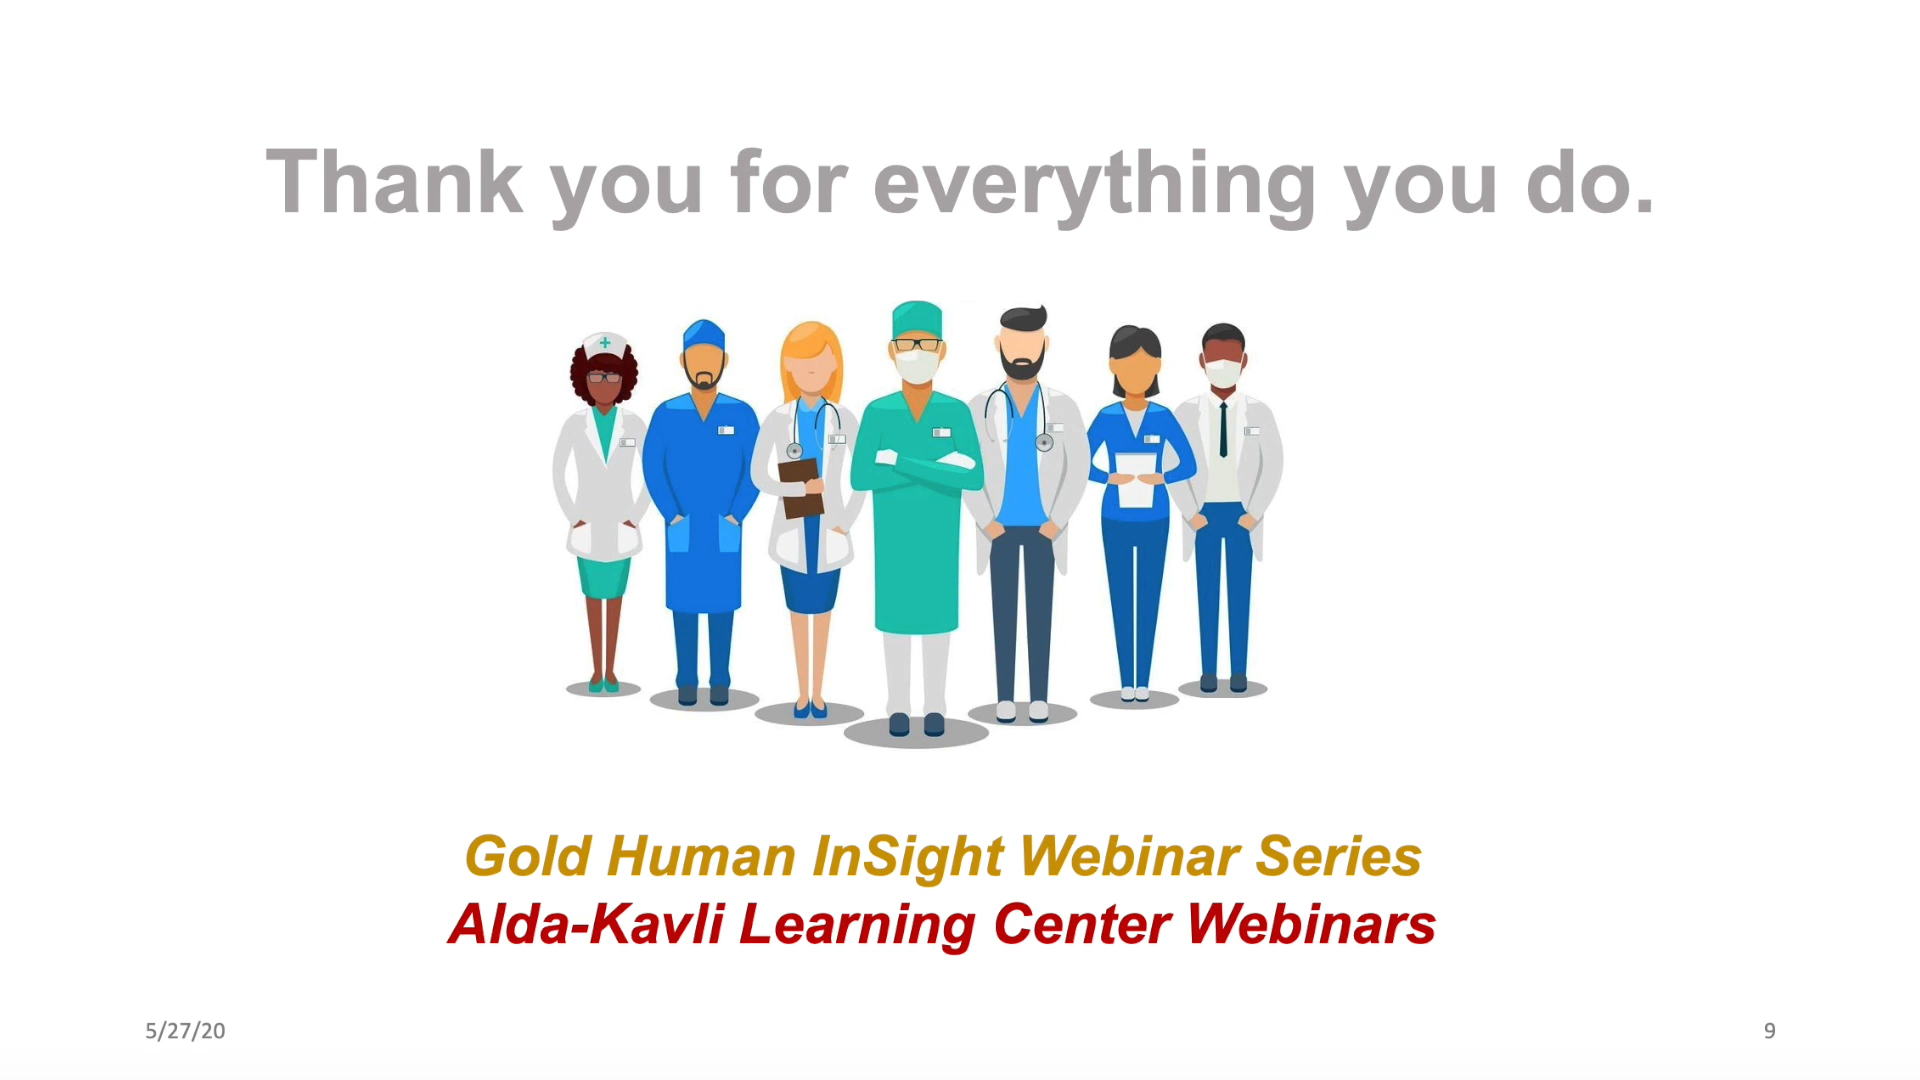 Thank you for everything you do.
Gold Human InSight Webinar Series
Alda-Kavli Learning Center Webinars
5/27/20
9